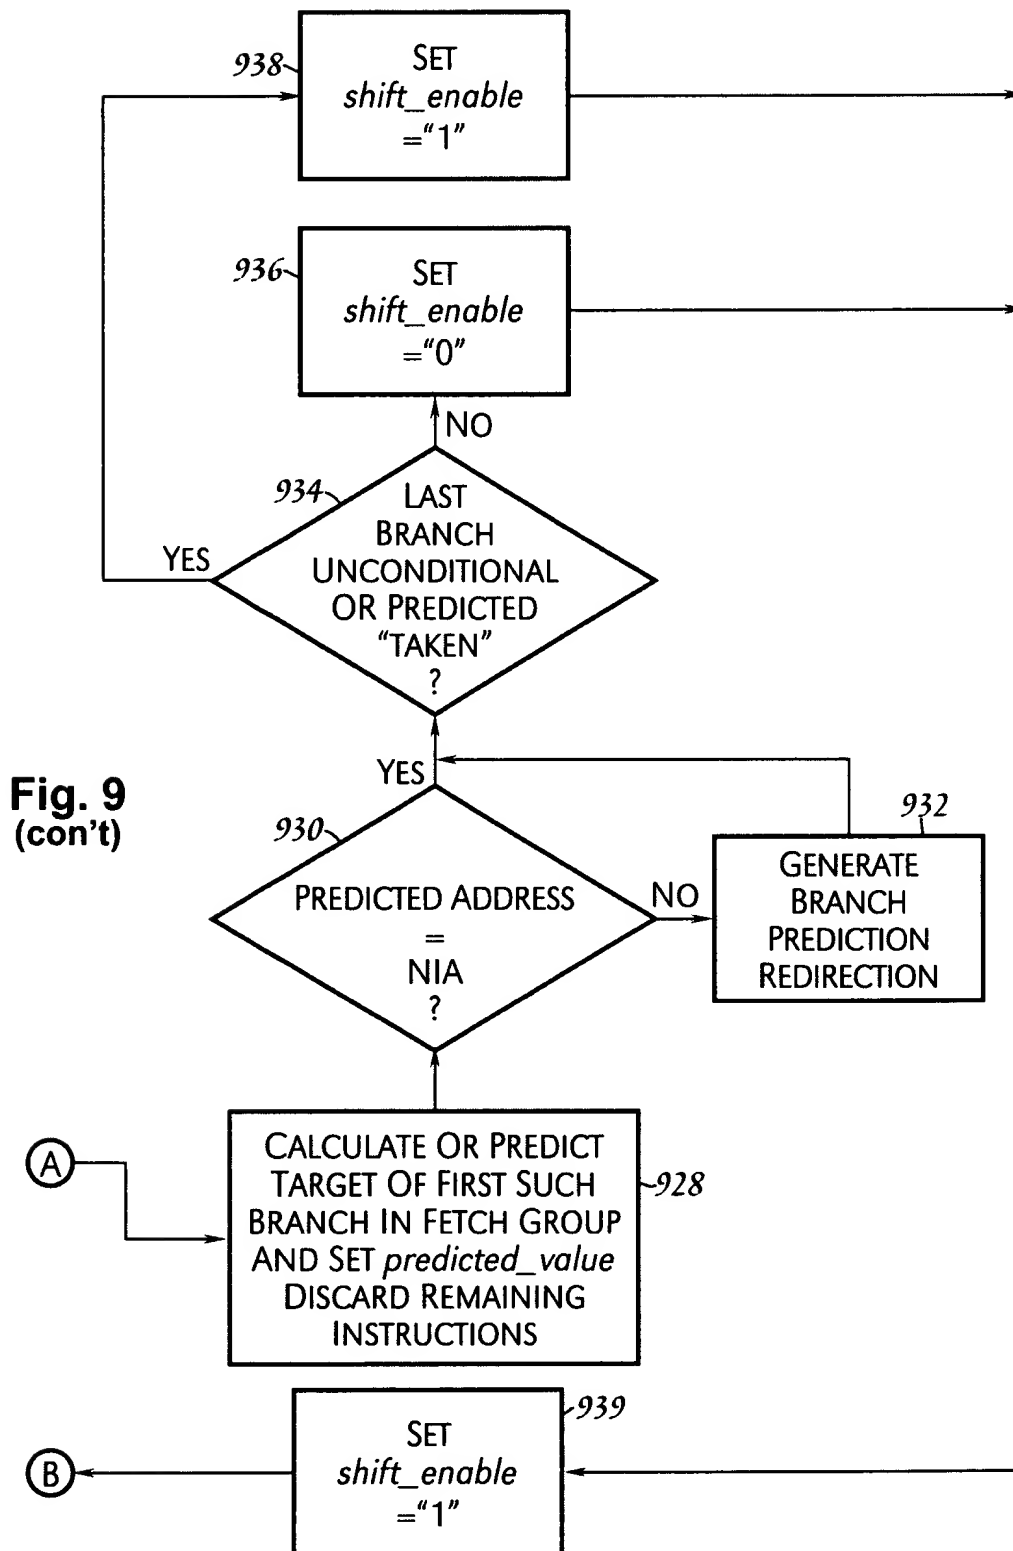 938
SET
shift_enable
="1"
936
SET
shift_enable
="0"
NO
934
LAST
BRANCH
UNCONDITIONAL
OR PREDICTED
"TAKEN"
?
YES
Fig. 9
(con't)
YES
930
PREDICTED ADDRESS
=
NIA
?
NO
932
GENERATE
BRANCH
PREDICTION
REDIRECTION
A
CALCULATE OR PREDICT
TARGET OF FIRST SUCH
BRANCH IN FETCH GROUP
AND SET predicted_value
DISCARD REMAINING
INSTRUCTIONS
928
939
SET
shift_enable
="1"
B